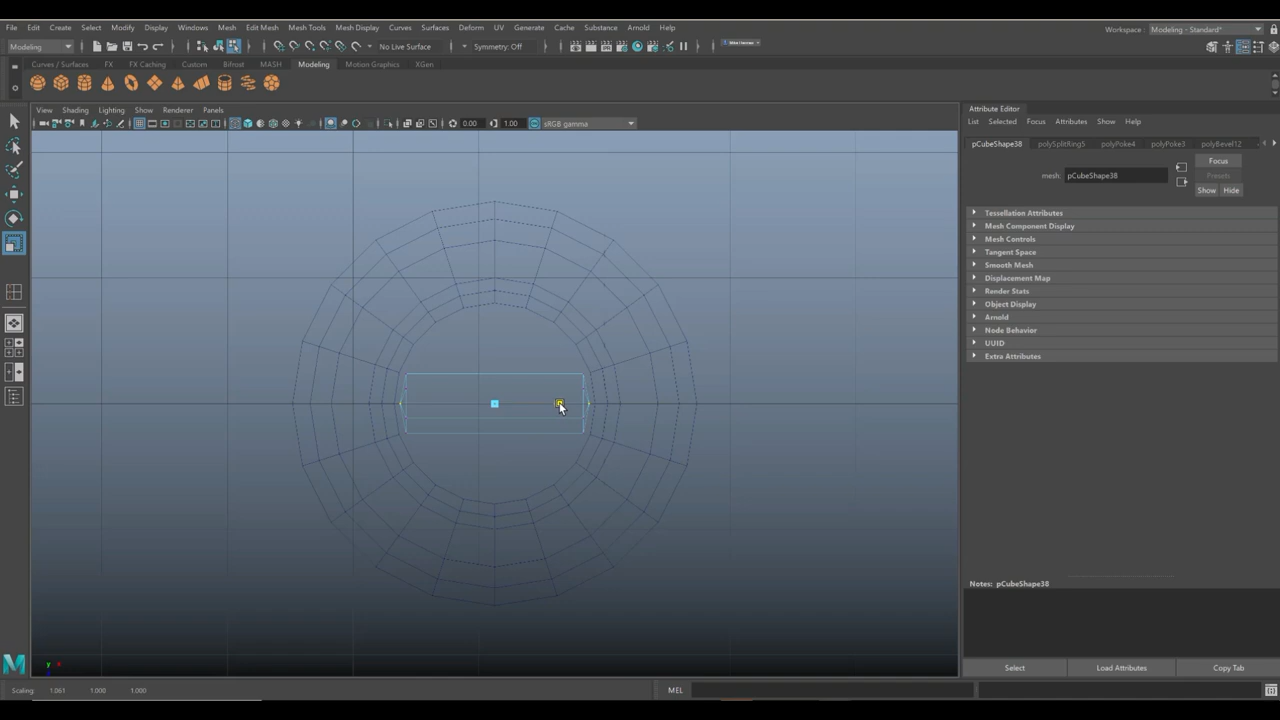 File Edit Create Select Modify Display Windows Mesh Edit Mesh Mesh Tools Mesh Display Curves Surfaces Deform UV Generate Cache Substance Arnold Help
Workspace : Modeling - Standard*
Modeling No Live Surface Symmetry: Off
Curves / Surfaces FX FX Caching Custom Bifrost MASH Modeling Motion Graphics XGen
View Shading Lighting Show Renderer Panels
0.00 1.00 sRGB gamma
Attribute Editor
List Selected Focus Attributes Show Help
pCubeShape38 polySplitRing5 polyPoke4 polyPoke3 polyBevel12
Focus
mesh: pCubeShape38 Presets
Show Hide
Tessellation Attributes
Mesh Component Display
Mesh Controls
Tangent Space
Smooth Mesh
Displacement Map
Render Stats
Object Display
Arnold
Node Behavior
UUID
Extra Attributes
Notes: pCubeShape38
y x
Select Load Attributes Copy Tab
Scaling 1.061 1.000 1.000 MEL